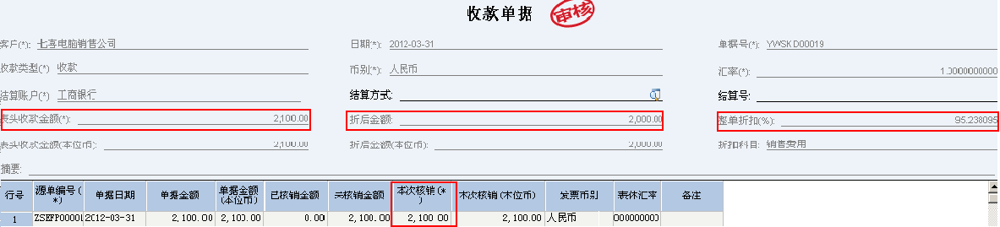 收款单据 审核
客户(*): 七喜电脑销售公司 日期(*): 2012-03-31 单据号(*): YWSKD00019
收款类型(*) 收款 币别(*): 人民币 汇率(*): 1.0000000000
结算账户(*) 工商银行 结算方式: 结算号:
表头收款金额(*): 2,100.00 折后金额: 2,000.00 整单折扣(%): 95.238095
表头收款金额(本位币): 2,100.00 折后金额(本位币): 2,000.00 折扣科目: 销售费用
摘要:
行号 源单编号(*) 单据日期 单据金额 单据金额(本位币) 已核销金额 未核销金额 本次核销(*) 本次核销(本位币) 发票币别 表体汇率 备注
1 2012-03-31 2,100.00 2,100.00 0.00 2,100.00 2,100.00 2,100.00 人民币